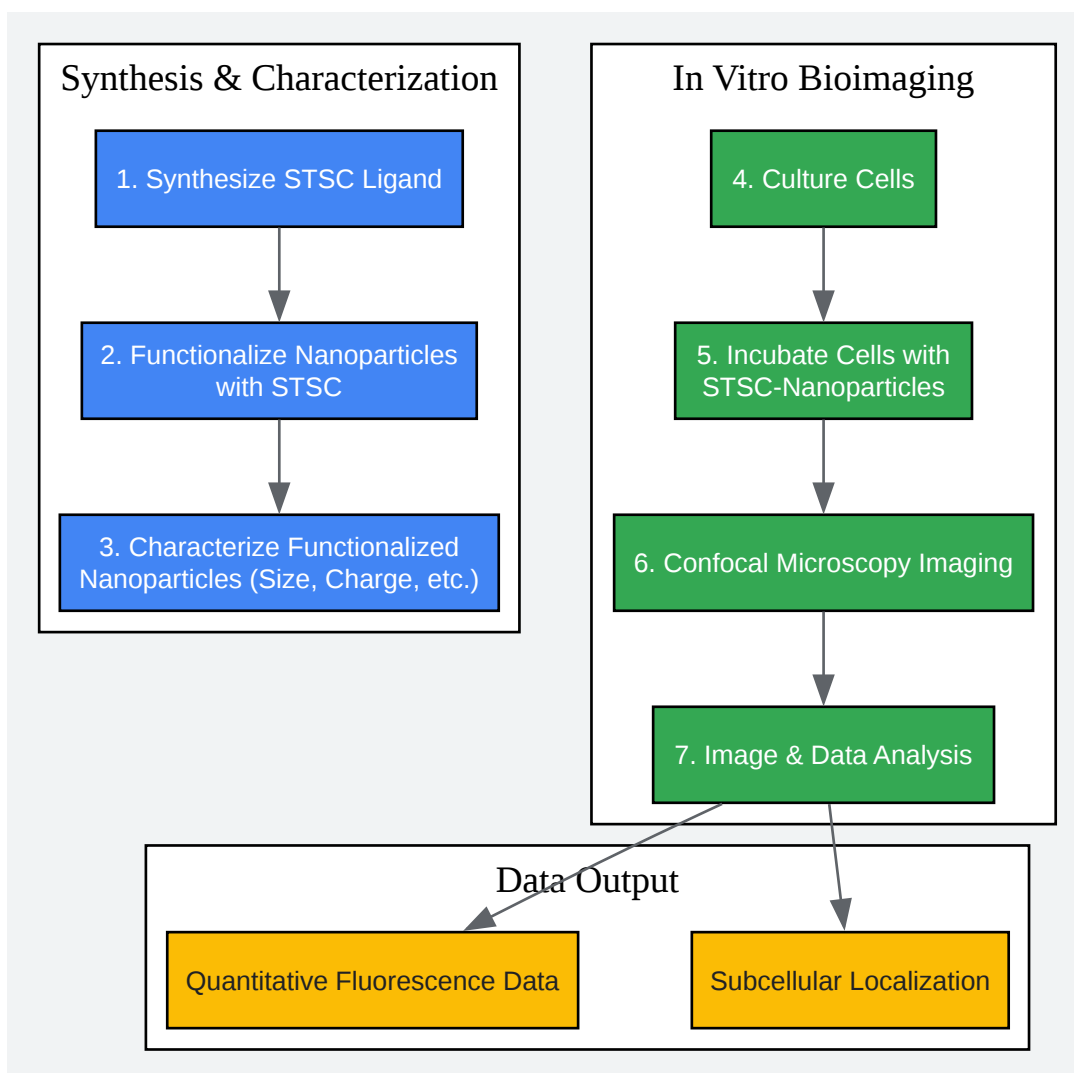 Synthesis & Characterization
1. Synthesize STSC Ligand
2. Functionalize Nanoparticles
with STSC
3. Characterize Functionalized
Nanoparticles (Size, Charge, etc.)
In Vitro Bioimaging
4. Culture Cells
5. Incubate Cells with
STSC-Nanoparticles
6. Confocal Microscopy Imaging
7. Image & Data Analysis
Data Output
Quantitative Fluorescence Data
Subcellular Localization